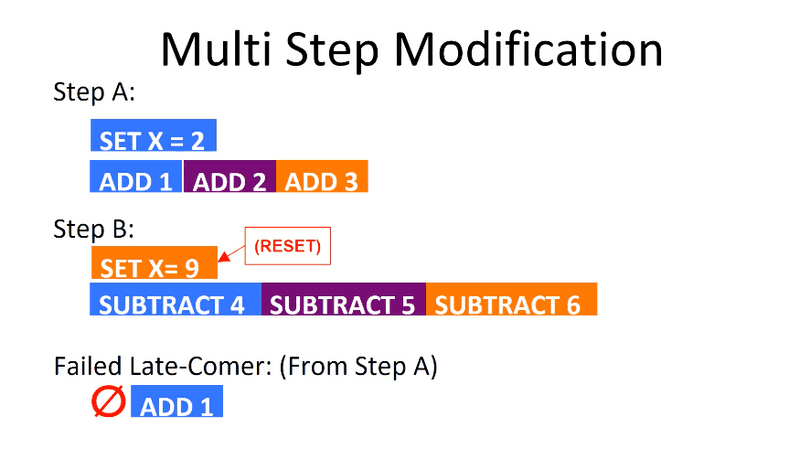 Multi Step Modification
Step A:
SET X = 2
ADD 1 ADD 2 ADD 3
Step B:
(RESET)
SET X= 9
SUBTRACT 4 SUBTRACT 5 SUBTRACT 6
Failed Late-Comer: (From Step A)
ADD 1